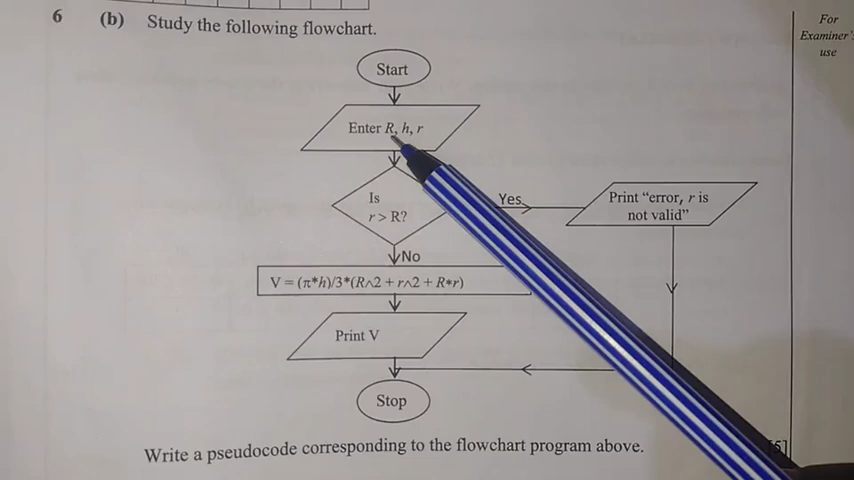 6 (b) Study the following flowchart.
For
Examiner's
use
Start
Enter R, h, r
Is
r > R?
Yes
Print "error, r is
not valid"
No
V = (π*h)/3*(R^2 + r^2 + R*r)
Print V
Stop
Write a pseudocode corresponding to the flowchart program above.
[5]